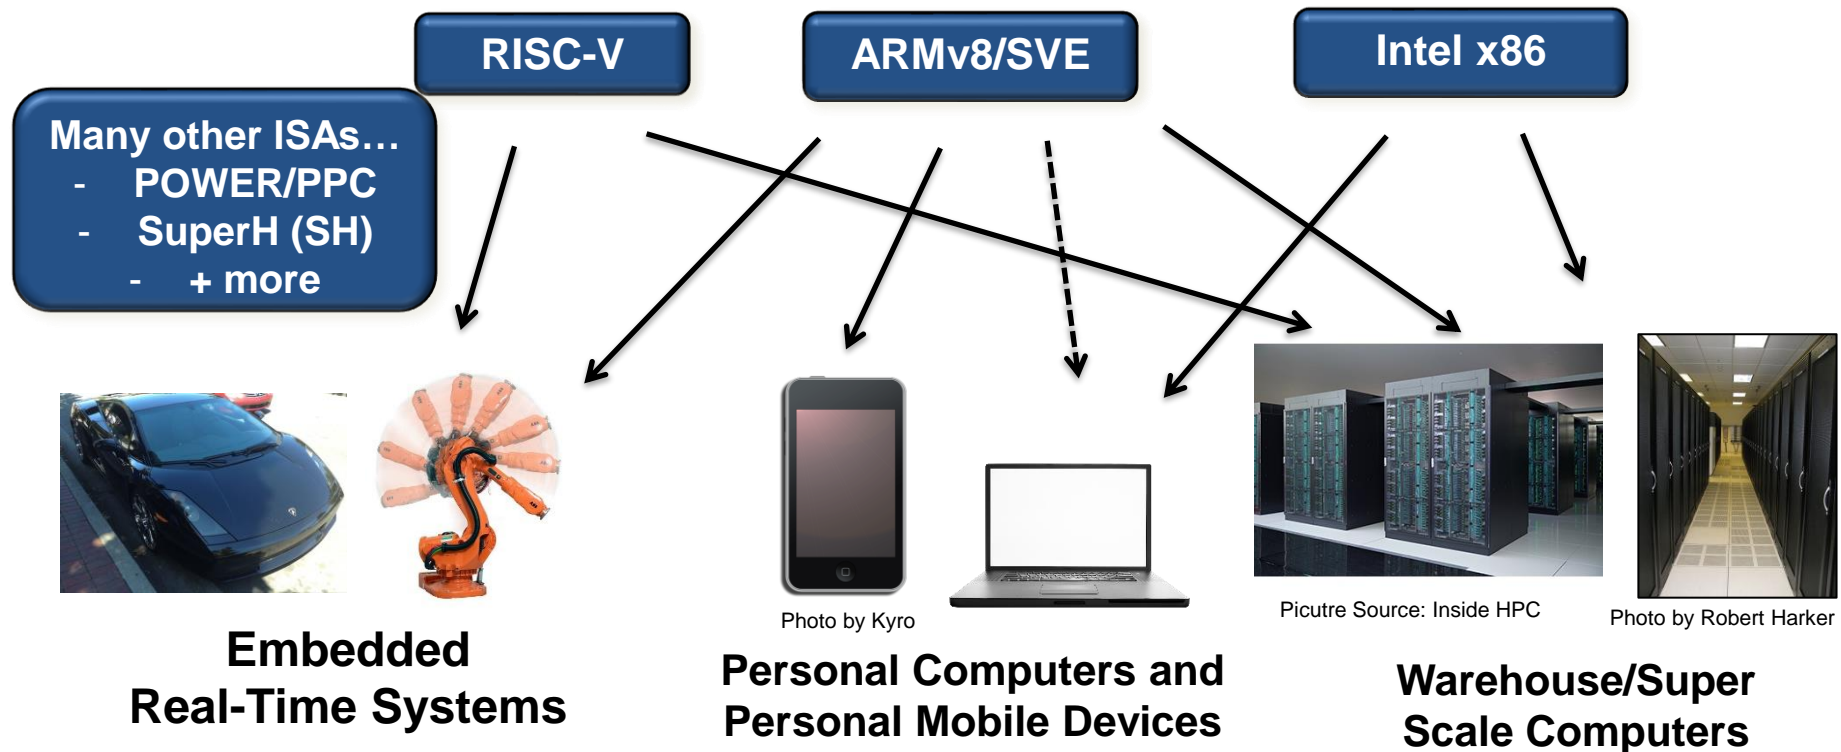 RISC-V
ARMv8/SVE
Intel x86
Many other ISAs…
- POWER/PPC
- SuperH (SH)
- + more
Photo by Kyro
Picutre Source: Inside HPC
Photo by Robert Harker
Embedded
Real-Time Systems
Personal Computers and
Personal Mobile Devices
Warehouse/Super
Scale Computers